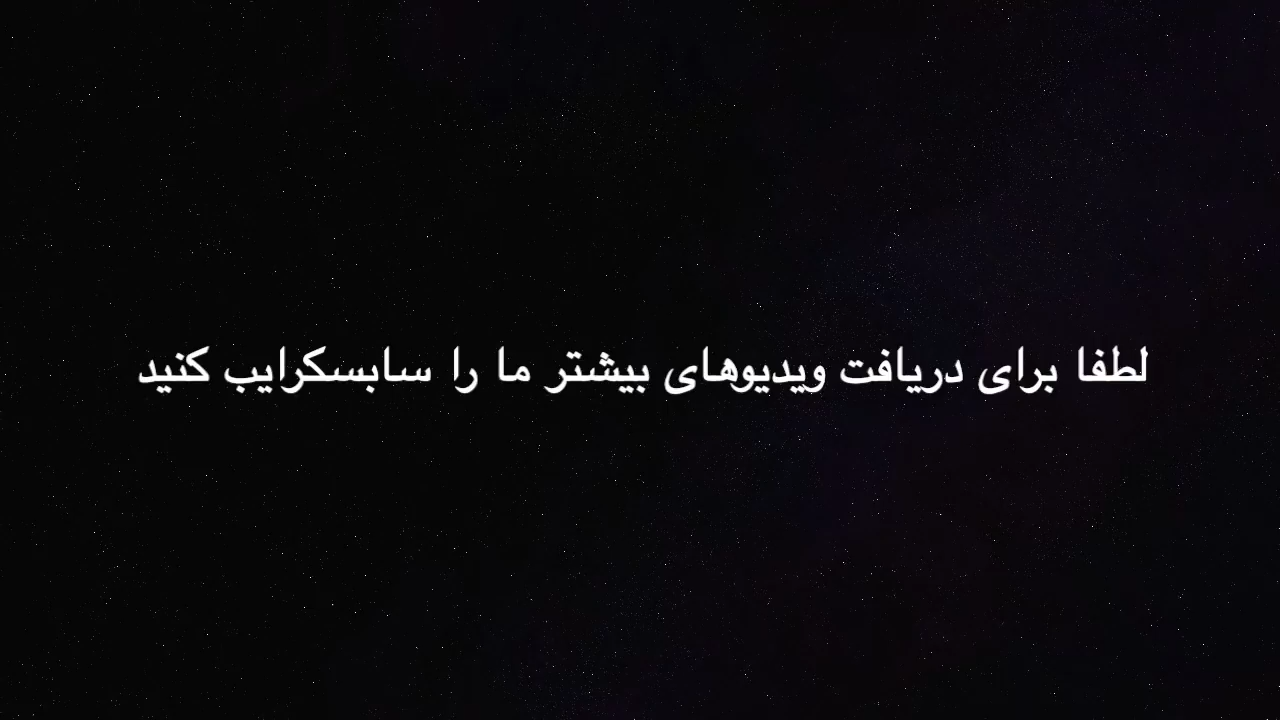 لطفا برای دریافت ویدیوهای بیشتر ما را سابسکرایب کنید